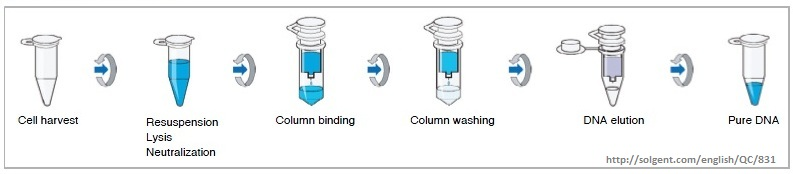 Cell harvest
Resuspension
Lysis
Neutralization
Column binding
Column washing
DNA elution
Pure DNA
http://solgent.com/english/QC/831